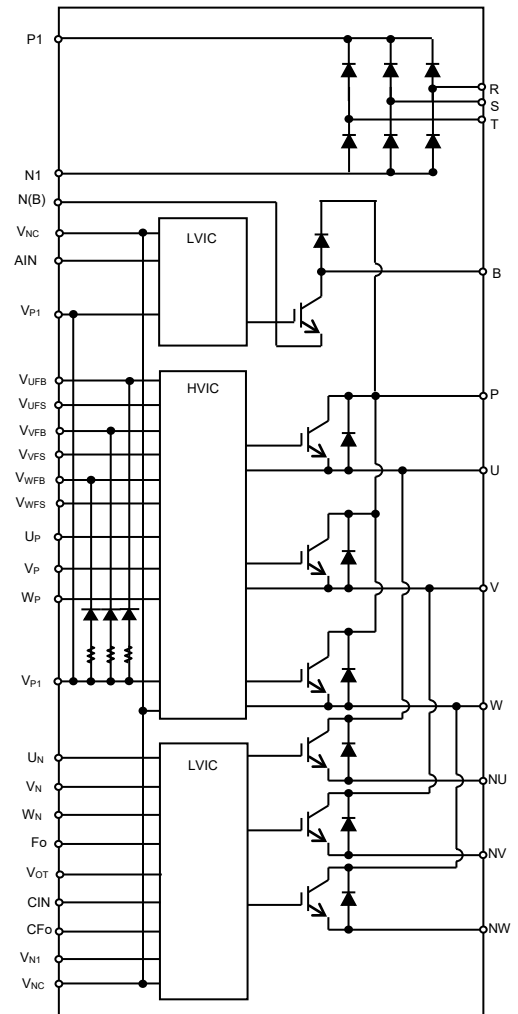 P1
R
S
T
N1
N(B)
VNC
LVIC
AIN
B
VP1
VUFB
HVIC
P
VUFS
VVFB
VVFS
U
VWFB
VWFS
UP
VP
V
WP
VP1
W
UN
LVIC
NU
VN
WN
Fo
NV
VOT
CIN
CFo
NW
VN1
VNC